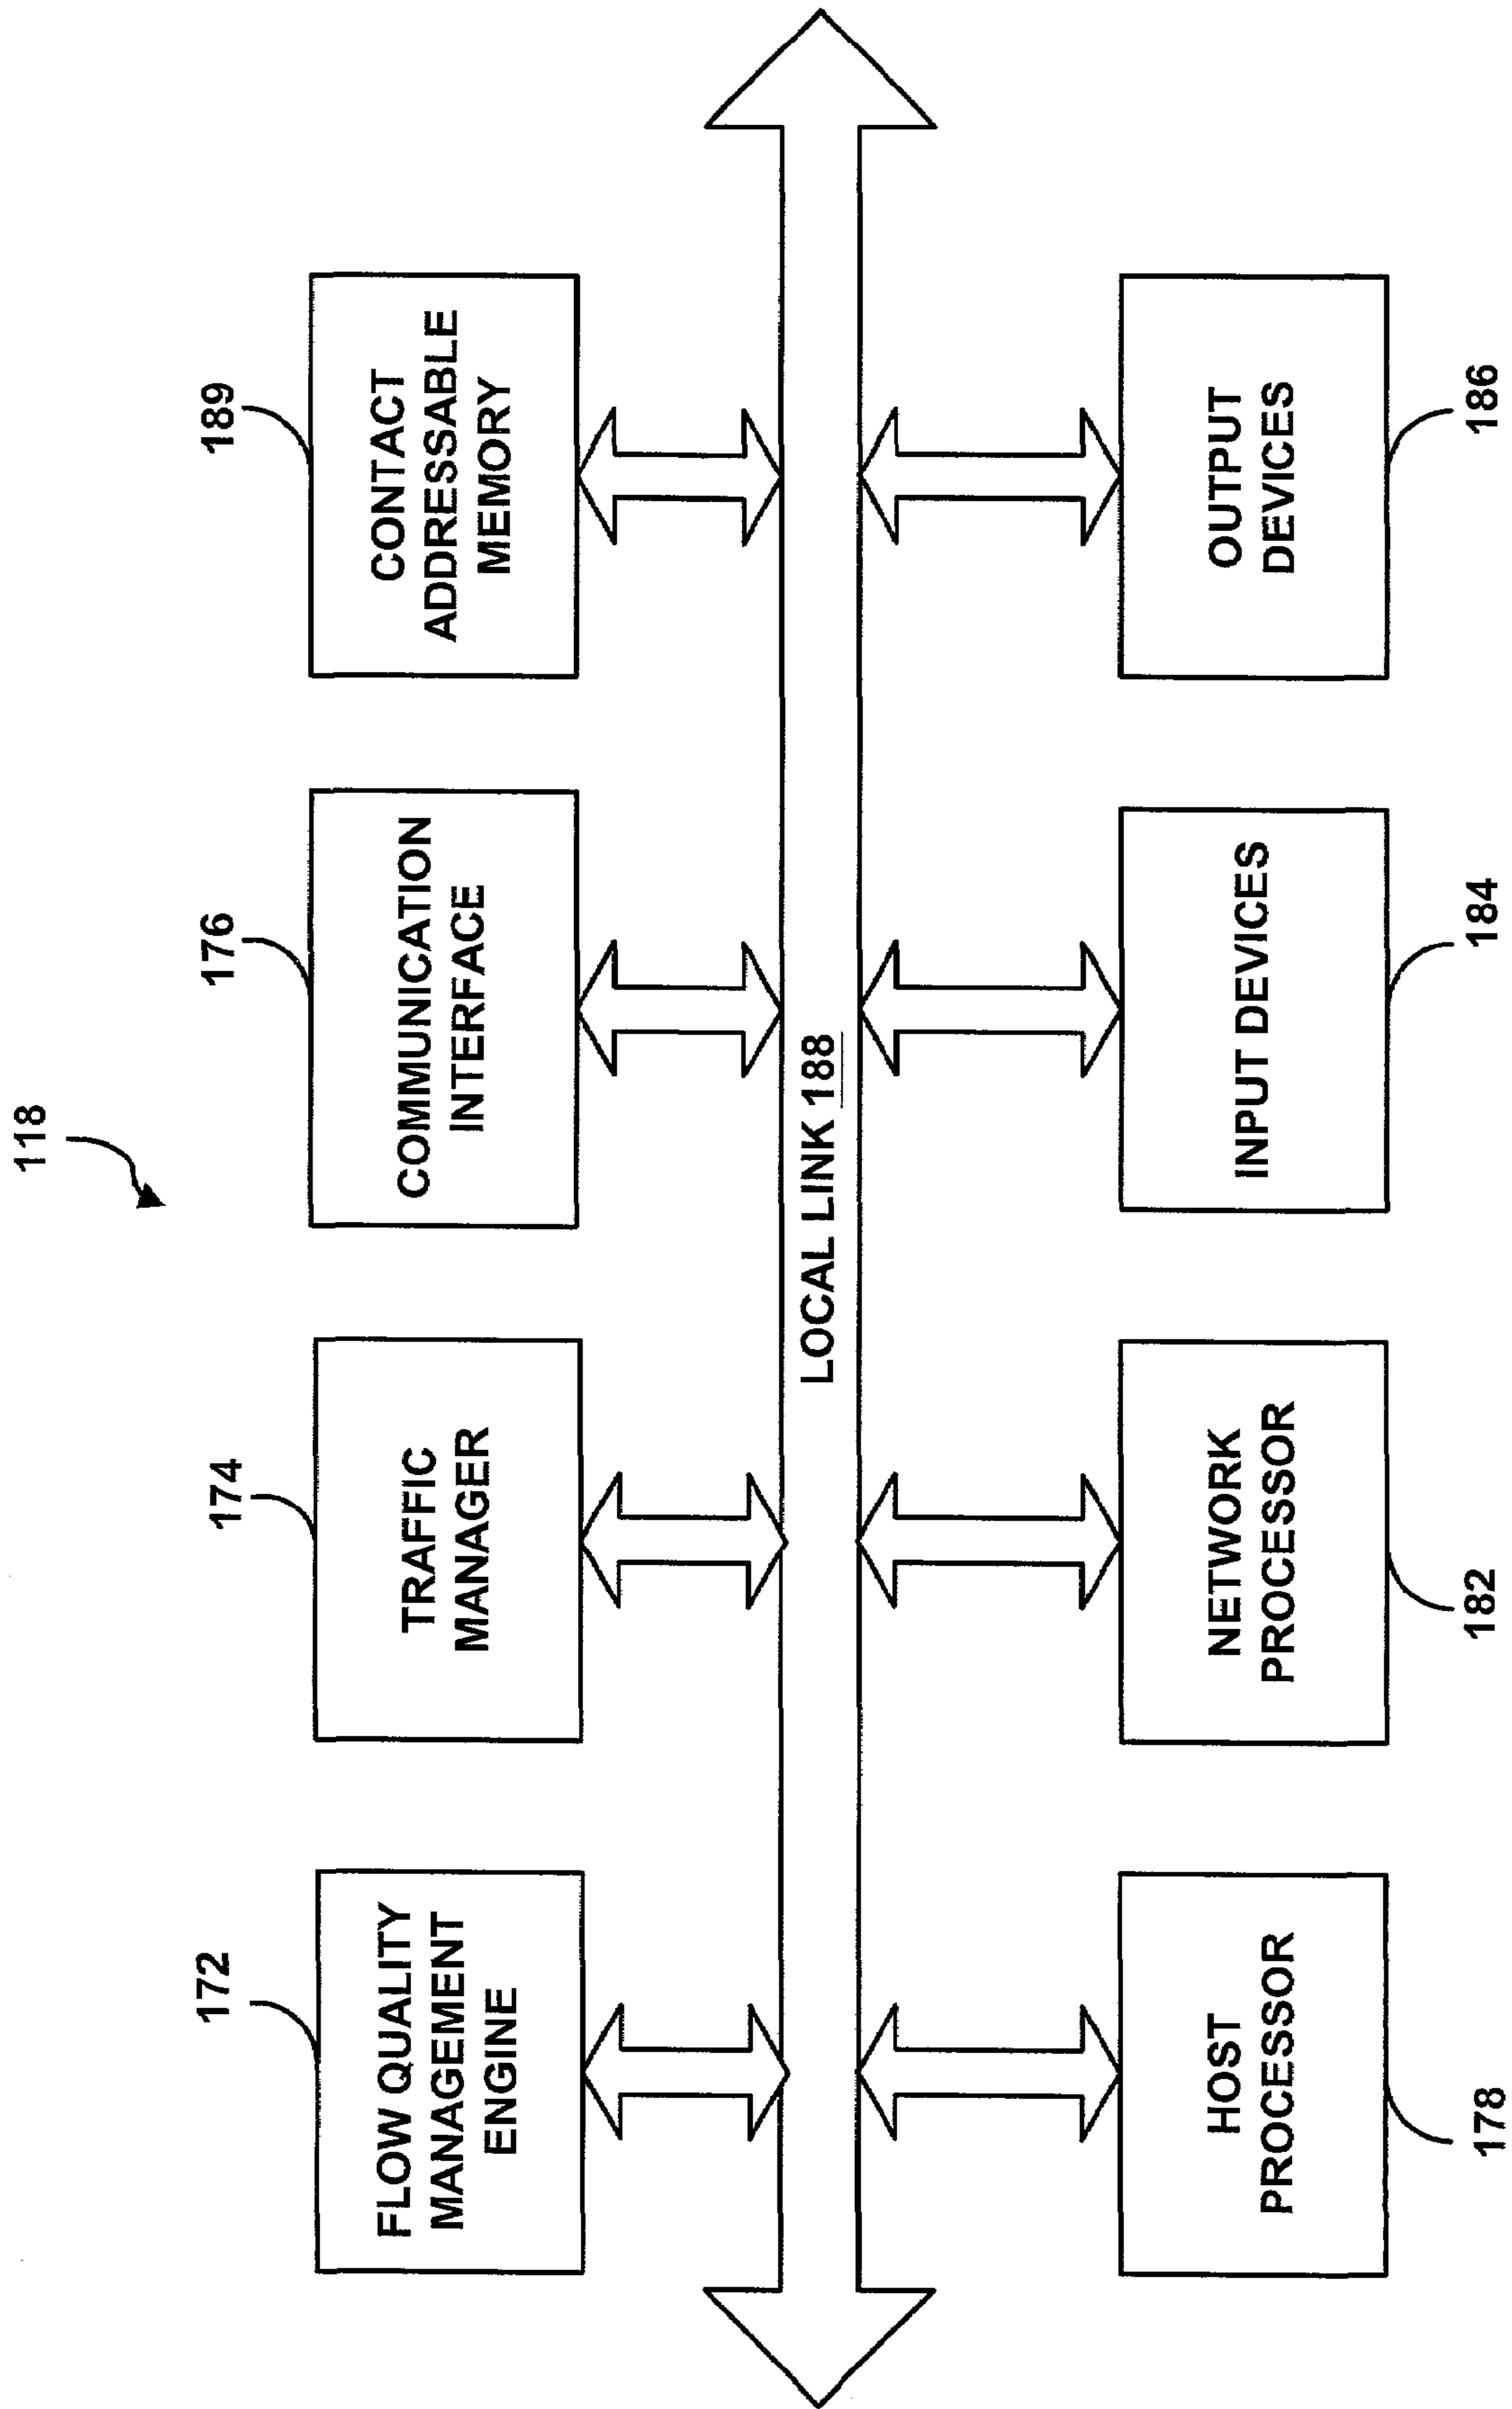 118
172
FLOW QUALITY
MANAGEMENT
ENGINE
174
TRAFFIC
MANAGER
176
COMMUNICATION
INTERFACE
189
CONTACT
ADDRESSABLE
MEMORY
LOCAL LINK 188
HOST
PROCESSOR
178
NETWORK
PROCESSOR
182
INPUT DEVICES
184
OUTPUT
DEVICES
186